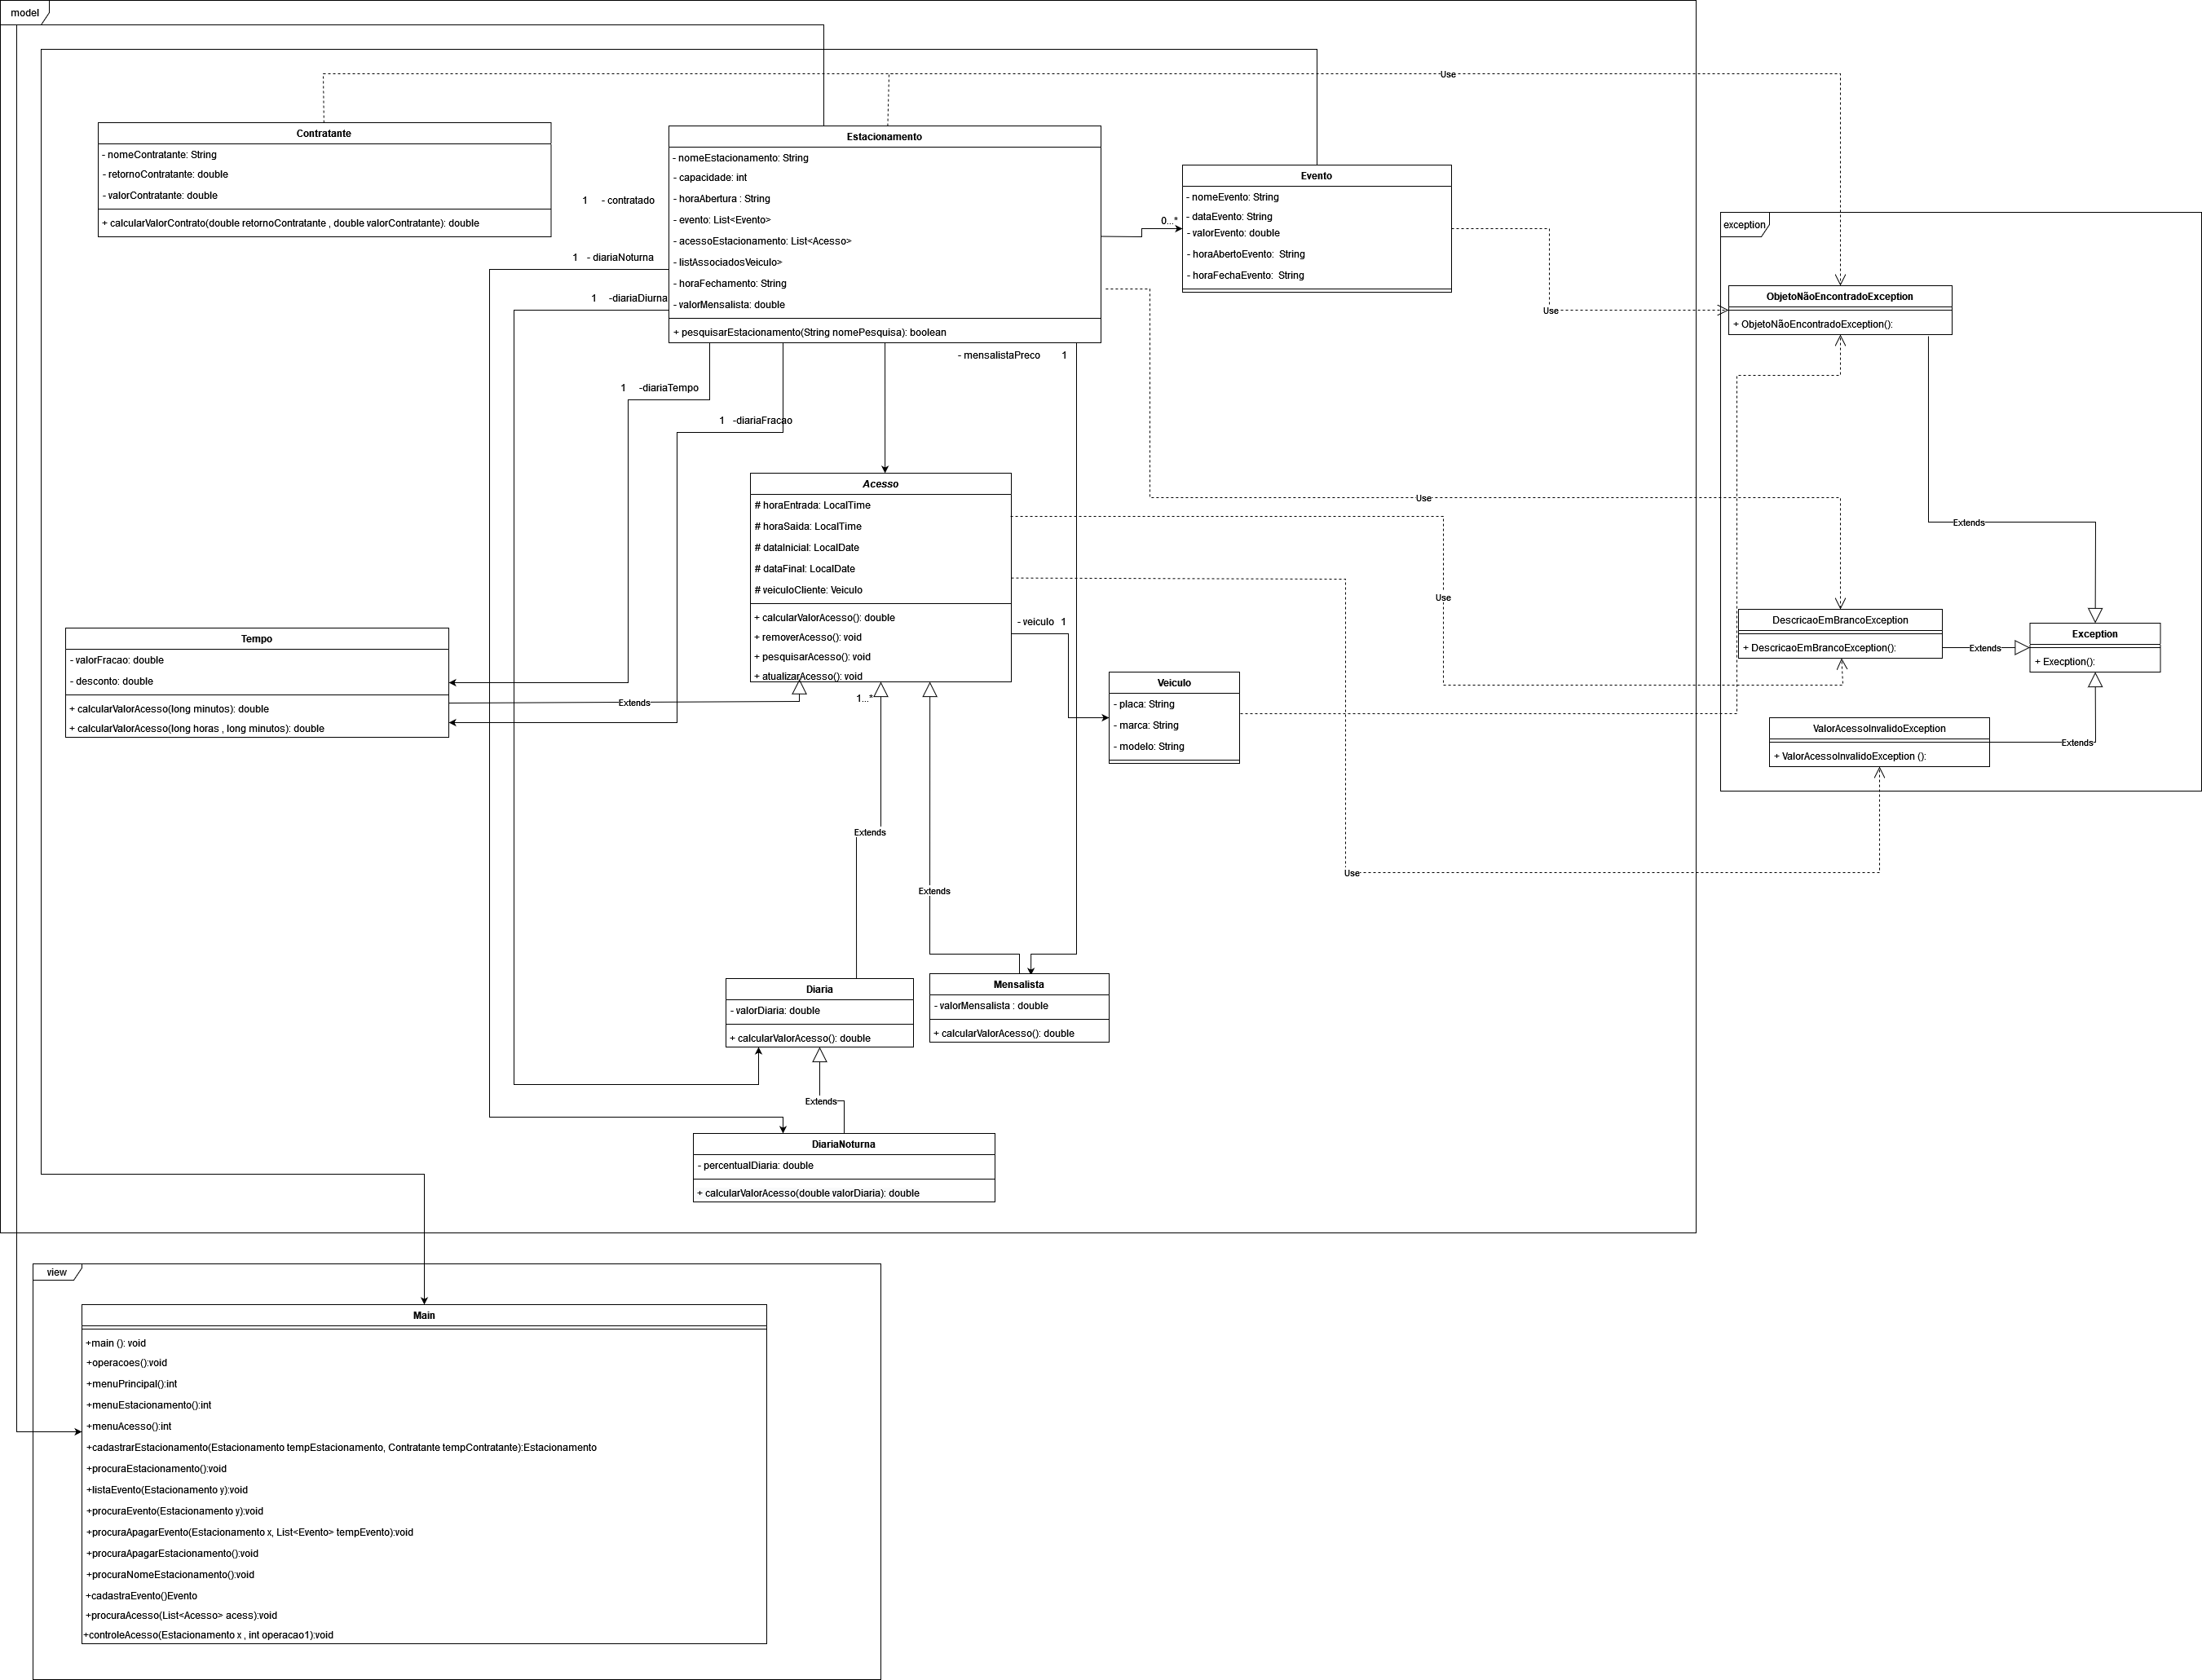 model
Use
Contratante
- nomeContratante: String
- retornoContratante: double
- valorContratante: double
+ calcularValorContrato(double retornoContratante , double valorContratante): double
1 - contratado
1 - diariaNoturna
1 -diariaDiurna
Estacionamento
- nomeEstacionamento: String
- capacidade: int
- horaAbertura : String
- evento: List<Evento>
- acessoEstacionamento: List<Acesso>
- listAssociadosVeiculo>
- horaFechamento: String
- valorMensalista: double
+ pesquisarEstacionamento(String nomePesquisa): boolean
0...*
Evento
- nomeEvento: String
- dataEvento: String
- valorEvento: double
- horaAbertoEvento: String
- horaFechaEvento: String
Use
exception
ObjetoNãoEncontradoException
+ ObjetoNãoEncontradoException():
- mensalistaPreco 1
1 -diariaTempo
1 -diariaFracao
Acesso
# horaEntrada: LocalTime
# horaSaida: LocalTime
# dataInicial: LocalDate
# dataFinal: LocalDate
# veiculoCliente: Veiculo
+ calcularValorAcesso(): double
+ removerAcesso(): void
+ pesquisarAcesso(): void
+ atualizarAcesso(): void
Use
Extends
Use
- veiculo 1
DescricaoEmBrancoException
+ DescricaoEmBrancoException():
Extends
Exception
+ Execption():
Tempo
- valorFracao: double
- desconto: double
+ calcularValorAcesso(long minutos): double
+ calcularValorAcesso(long horas , long minutos): double
Extends
1...*
Veiculo
- placa: String
- marca: String
- modelo: String
ValorAcessoInvalidoException
+ ValorAcessoInvalidoException ():
Extends
Extends
Use
Extends
Diaria
- valorDiaria: double
+ calcularValorAcesso(): double
Mensalista
- valorMensalista : double
+ calcularValorAcesso(): double
Extends
DiariaNoturna
- percentualDiaria: double
+ calcularValorAcesso(double valorDiaria): double
view
Main
+main (): void
+operacoes():void
+menuPrincipal():int
+menuEstacionamento():int
+menuAcesso():int
+cadastrarEstacionamento(Estacionamento tempEstacionamento, Contratante tempContratante):Estacionamento
+procuraEstacionamento():void
+listaEvento(Estacionamento y):void
+procuraEvento(Estacionamento y):void
+procuraApagarEvento(Estacionamento x, List<Evento> tempEvento):void
+procuraApagarEstacionamento():void
+procuraNomeEstacionamento():void
+cadastraEvento()Evento
+procuraAcesso(List<Acesso> acess):void
+controleAcesso(Estacionamento x , int operacao1):void